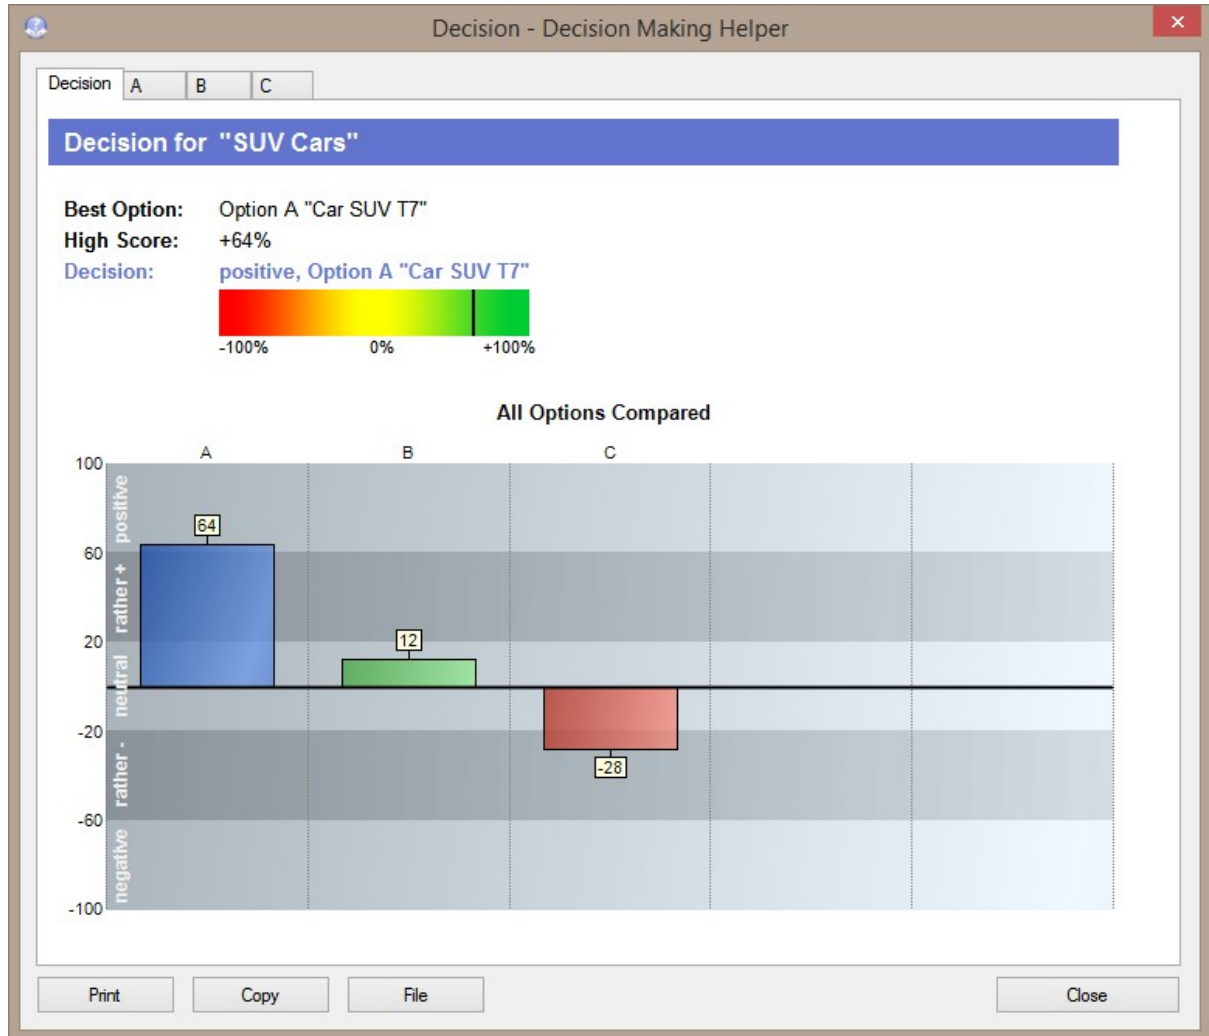 Decision - Decision Making Helper
Decision A B C
Decision for "SUV Cars"
Best Option: Option A "Car SUV T7"
High Score: +64%
Decision: positive, Option A "Car SUV T7"
-100% 0% +100%
All Options Compared
A B C
100
positive
64
60
rather +
20
12
neutral
-20
rather -
-28
-60
negative
-100
Print Copy File Close